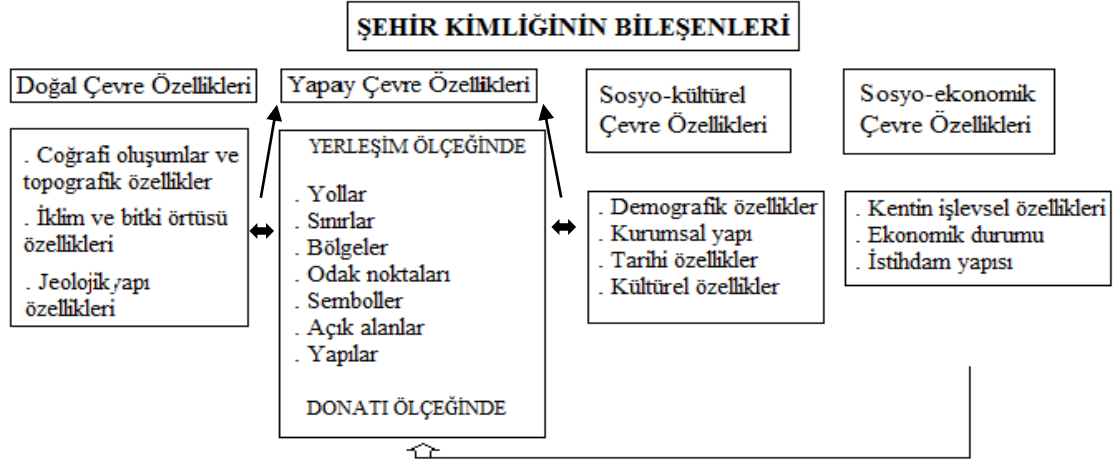 ŞEHİR KİMLİĞİNİN BİLEŞENLERİ
Doğal Çevre Özellikleri
. Coğrafi oluşumlar ve
topografik özellikler
. İklim ve bitki örtüsü
özellikleri
. Jeolojik yapı
özellikleri
Yapay Çevre Özellikleri
YERLEŞİM ÖLÇEĞİNDE
. Yollar
. Sınırlar
. Bölgeler
. Odak noktaları
. Semboller
. Açık alanlar
. Yapılar
DONATI ÖLÇEĞİNDE
Sosyo-kültürel
Çevre Özellikleri
. Demografik özellikler
. Kurumsal yapı
. Tarihi özellikler
. Kültürel özellikler
Sosyo-ekonomik
Çevre Özellikleri
. Kentin işlevsel özellikleri
. Ekonomik durumu
. İstihdam yapısı